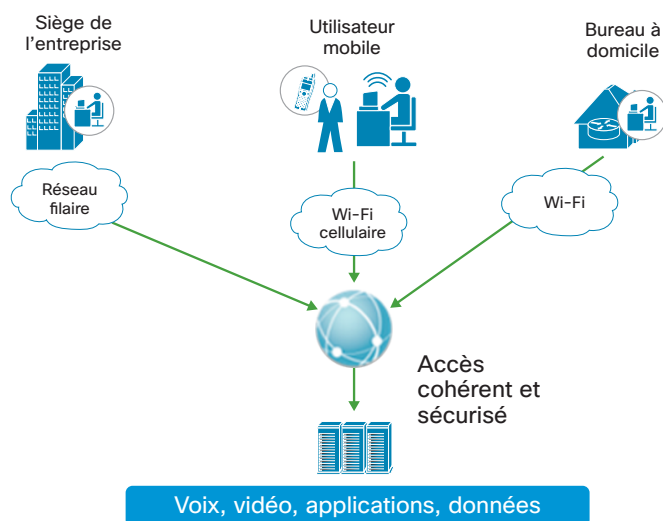 Siège de
l'entreprise
Utilisateur
mobile
Bureau à
domicile
Réseau
filaire
Wi-Fi
cellulaire
Wi-Fi
Accès
cohérent et
sécurisé
Voix, vidéo, applications, données